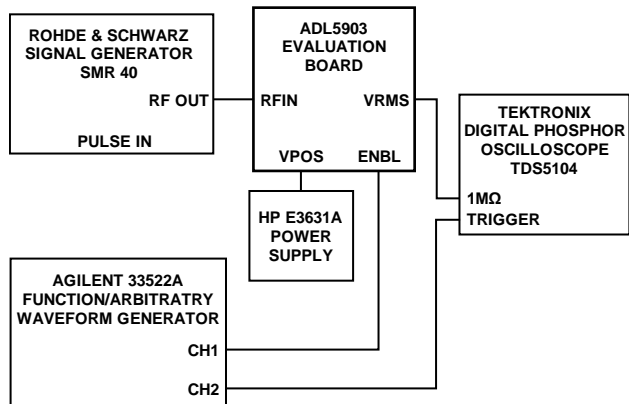 ROHDE & SCHWARZ
SIGNAL GENERATOR
SMR 40
RF OUT
PULSE IN
ADL5903
EVALUATION
BOARD
RFIN
VRMS
VPOS
ENBL
TEKTRONIX
DIGITAL PHOSPHOR
OSCILLOSCOPE
TDS5104
1MΩ
TRIGGER
HP E3631A
POWER
SUPPLY
AGILENT 33522A
FUNCTION/ARBITRATRY
WAVEFORM GENERATOR
CH1
CH2